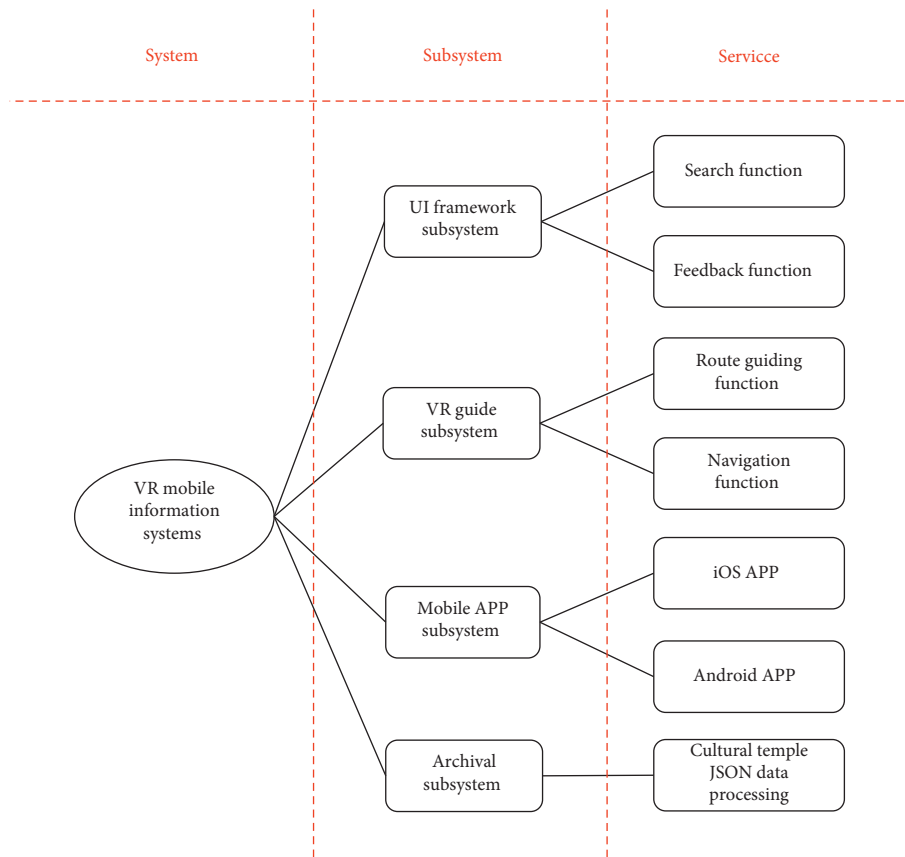 System
Subsystem
Servicce
UI framework
subsystem
Search function
Feedback function
VR guide
subsystem
Route guiding
function
Navigation
function
VR mobile
information
systems
Mobile APP
subsystem
iOS APP
Android APP
Archival
subsystem
Cultural temple
JSON data
processing